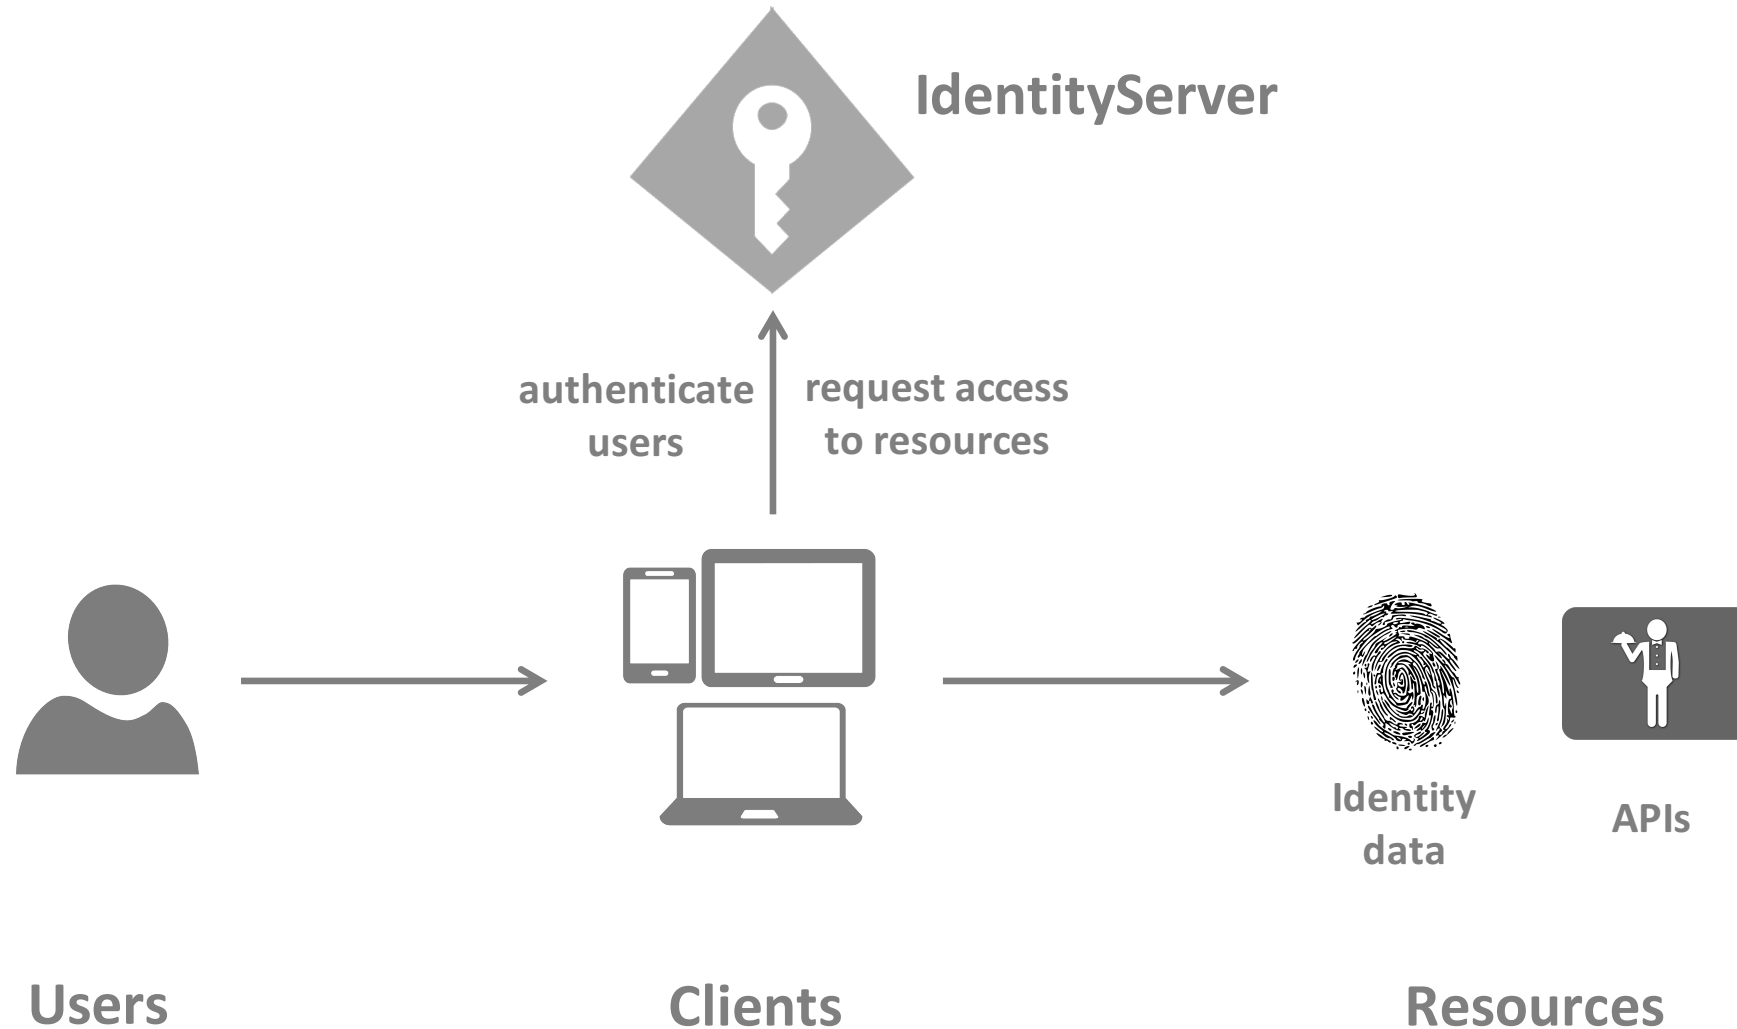 IdentityServer
authenticate
users
request access
to resources
Identity
data
APIs
Users
Clients
Resources